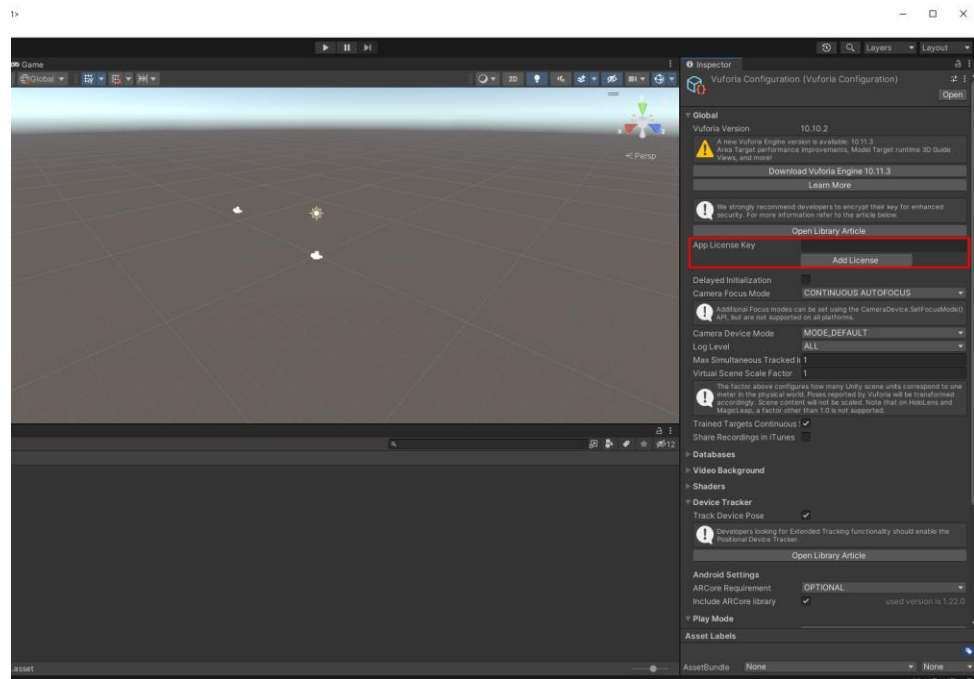 1>
Layers
Layout
Game
Inspector
Global
2D
Vuforia Configuration (Vuforia Configuration)
Open
Global
Vuforia Version 10.10.2
A new Vuforia Engine version is available: 10.11.3
Area Target performance improvements, Model Target runtime 3D Guide
Views, and more!
Download Vuforia Engine 10.11.3
Learn More
We strongly recommend developers to encrypt their key for enhanced
security. For more information refer to the article below.
Open Library Article
App License Key
Add License
Delayed Initialization
Camera Focus Mode CONTINUOUS AUTOFOCUS
Additional Focus modes can be set using the CameraDevice.SetFocusMode()
API, but are not supported on all platforms.
Camera Device Mode MODE_DEFAULT
Log Level ALL
Max Simultaneous Tracked I 1
Virtual Scene Scale Factor 1
The factor above configures how many Unity scene units correspond to one
meter in the physical world. Poses reported by Vuforia will be transformed
accordingly. Scene content will not be scaled. Note that on HoloLens and
MagicLeap, a factor other than 1.0 is not supported.
Trained Targets Continuous S
Share Recordings in iTunes
Databases
Video Background
Shaders
Device Tracker
Track Device Pose
Developers looking for Extended Tracking functionality should enable the
Positional Device Tracker.
Open Library Article
Android Settings
ARCore Requirement OPTIONAL
Include ARCore library used version is 1.22.0
Play Mode
Asset Labels
AssetBundle None None
x
z
< Persp
12
.asset